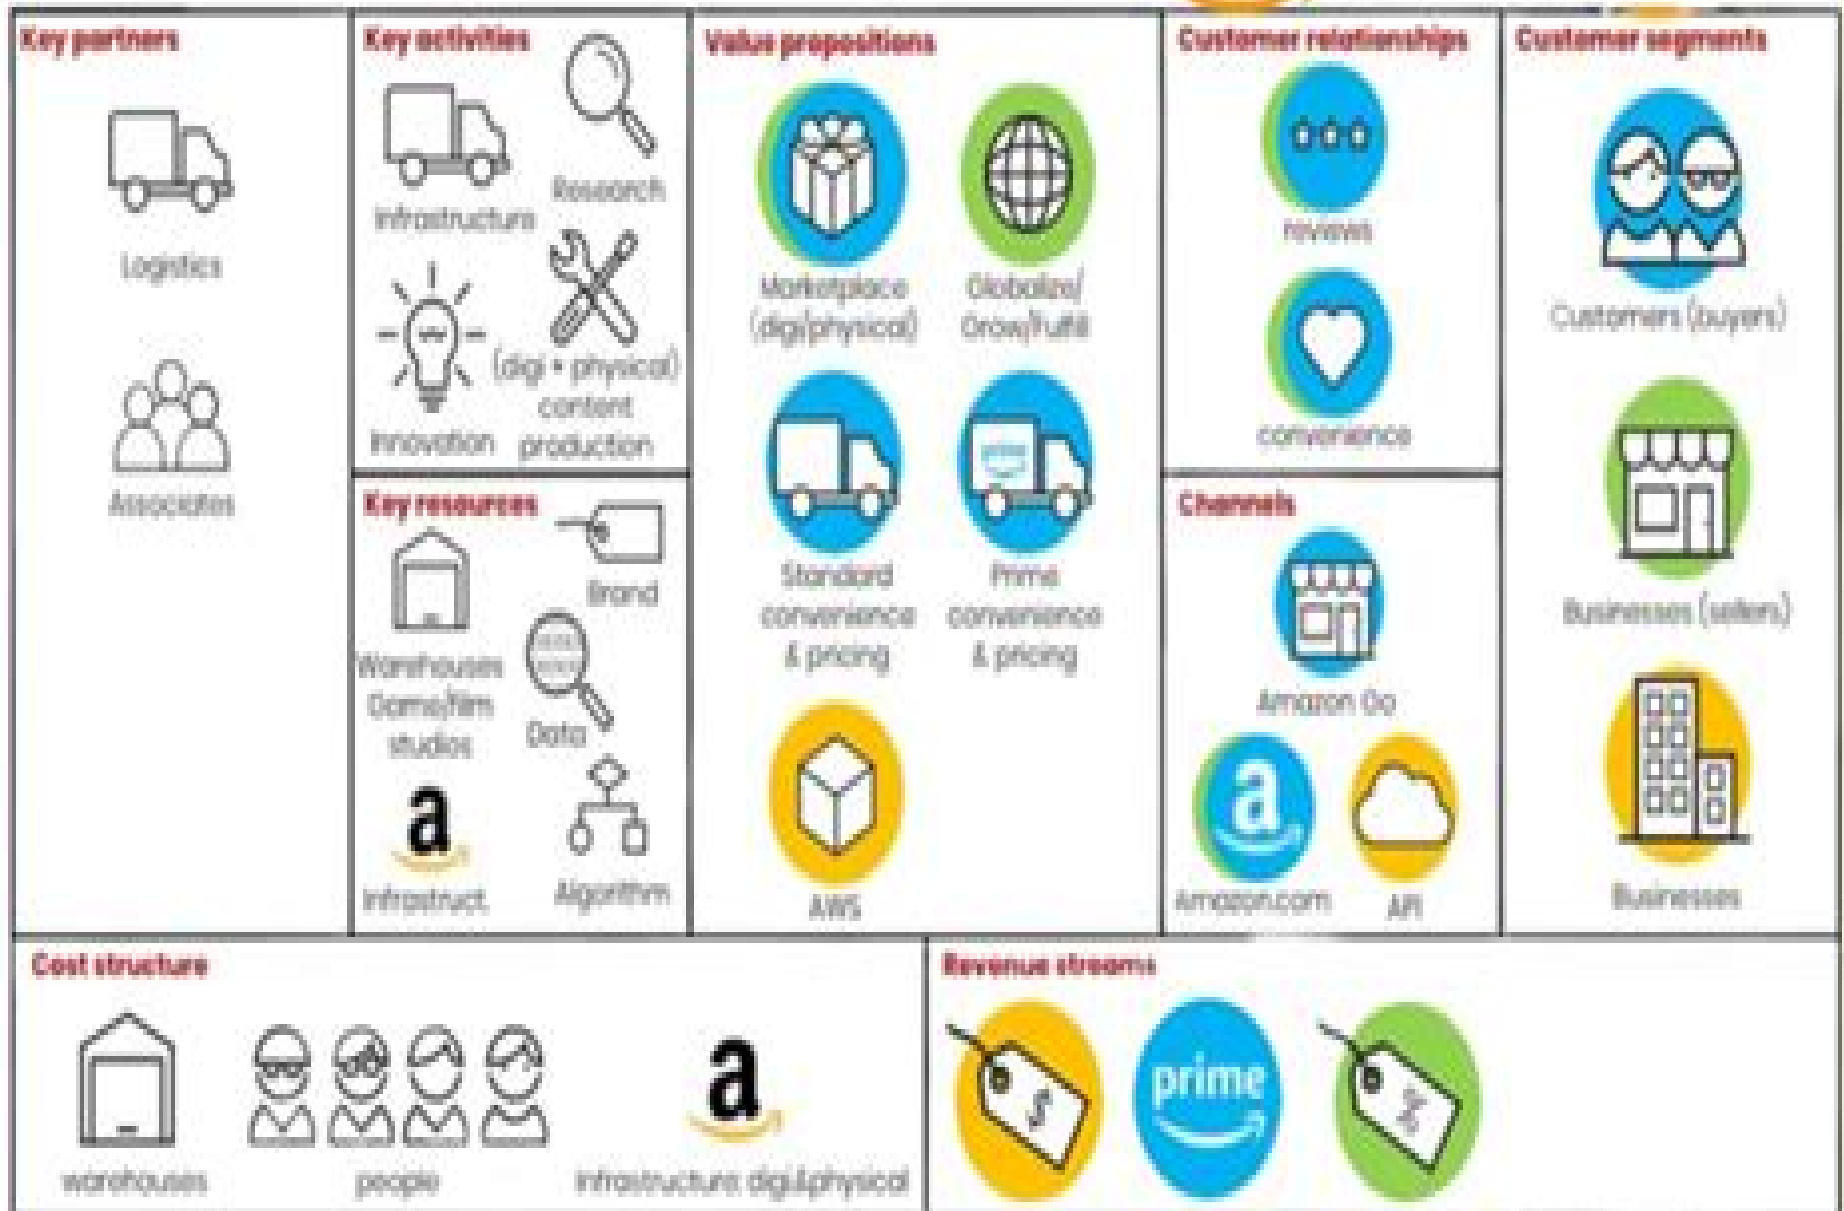 Key partners
Logistics
Associates
Key activities
Infrastructure
Research
Innovation
(digi + physical)
content
production
Key resources
Warehouses
Game/film
studios
Brand
Data
a
Infrastruct.
Algorithm
Value propositions
Marketplace
(digi/physical)
Globalize/
Grow/Fulfill
Standard
convenience
& pricing
prime
Prime
convenience
& pricing
AWS
Customer relationships
reviews
convenience
Channels
Amazon Go
a
Amazon.com
API
Customer segments
Customers (buyers)
Businesses (sellers)
Businesses
Cost structure
warehouses
people
a
Infrastructure: digi&physical
Revenue streams
$
prime
%